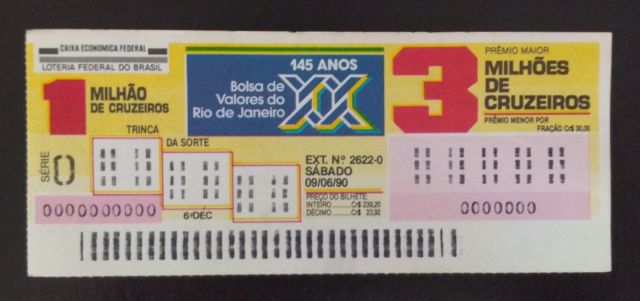 CAIXA ECONOMICA FEDERAL
LOTERIA FEDERAL DO BRASIL
1 MILHÃO
DE CRUZEIROS
TRINCA
DA SORTE
SÉRIE
0
0000000000
6ªDÉC
145 ANOS
Bolsa de
Valores do
Rio de Janeiro
EXT. Nº 2622-0
SÁBADO
09/06/90
PREÇO DO BILHETE:
INTEIRO ...... Cr$ 239,20
DÉCIMO ...... Cr$ 23,92
3
PRÊMIO MAIOR
MILHÕES
DE
CRUZEIROS
PRÊMIO MENOR POR
FRAÇÃO Cr$ 30,00
0000000